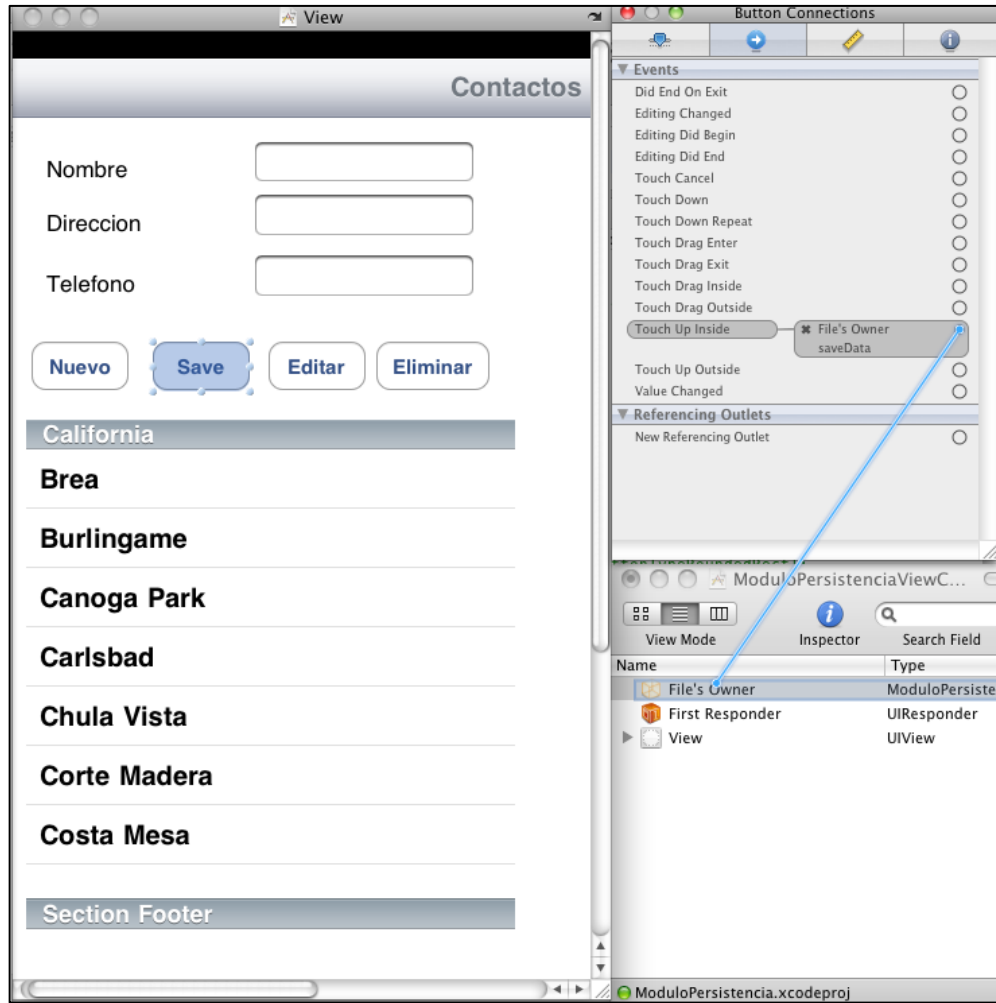 View
Contactos
Nombre
Direccion
Telefono
Nuevo
Save
Editar
Eliminar
California
Brea
Burlingame
Canoga Park
Carlsbad
Chula Vista
Corte Madera
Costa Mesa
Section Footer
Button Connections
Events
Did End On Exit
Editing Changed
Editing Did Begin
Editing Did End
Touch Cancel
Touch Down
Touch Down Repeat
Touch Drag Enter
Touch Drag Exit
Touch Drag Inside
Touch Drag Outside
Touch Up Inside
File's Owner
saveData
Touch Up Outside
Value Changed
Referencing Outlets
New Referencing Outlet
ModuloPersistenciaViewC...
View Mode
Inspector
Search Field
Name
Type
File's Owner
ModuloPersiste
First Responder
UIResponder
View
UIView
ModuloPersistencia.xcodeproj